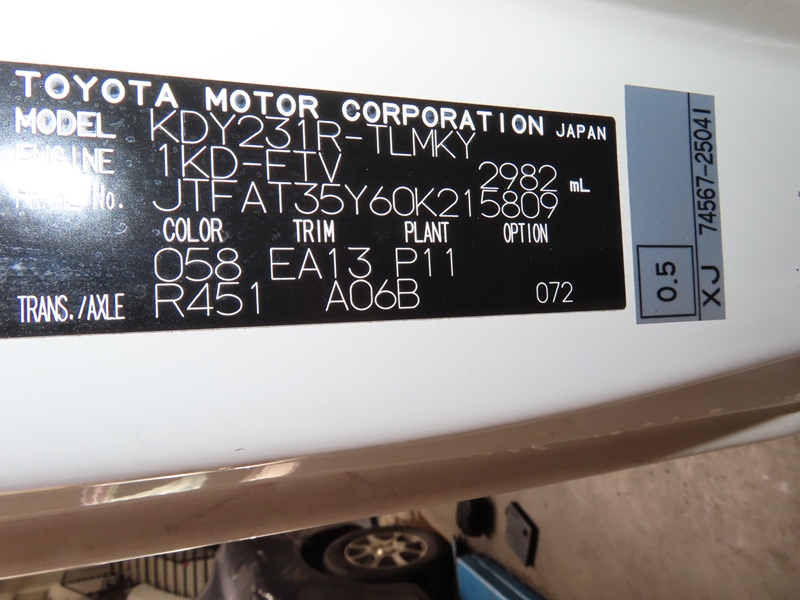 TOYOTA MOTOR CORPORATION JAPAN
MODEL KDY231R-TLMKY
ENGINE 1KD-FTV 2982 mL
FRAME No. JTFAT35Y60K215809
COLOR TRIM PLANT OPTION
058 EA13 P11
TRANS./AXLE R451 A06B 072
0.5
XJ 74567-25041